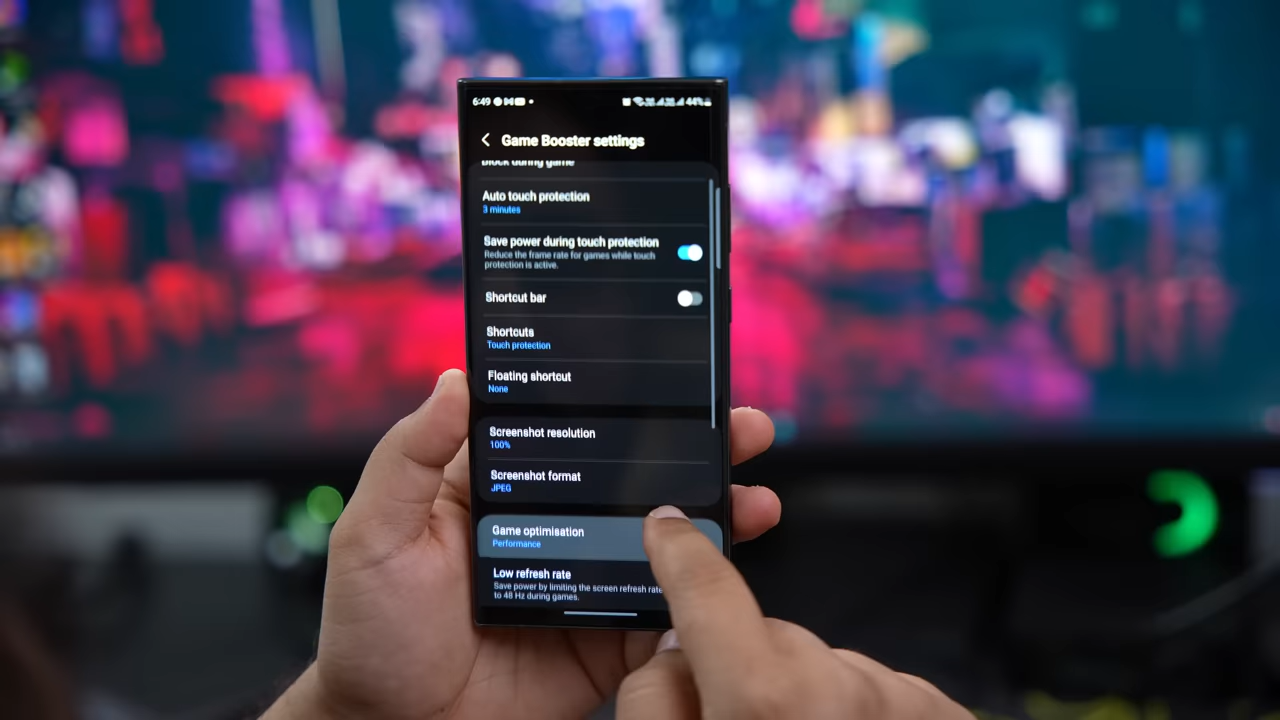 6:49
44%
Game Booster settings
Block during game
Auto touch protection
3 minutes
Save power during touch protection
Reduce the frame rate for games while touch
protection is active.
Shortcut bar
Shortcuts
Touch protection
Floating shortcut
None
Screenshot resolution
100%
Screenshot format
JPEG
Game optimisation
Performance
Low refresh rate
Save power by limiting the screen refresh rate
to 48 Hz during games.